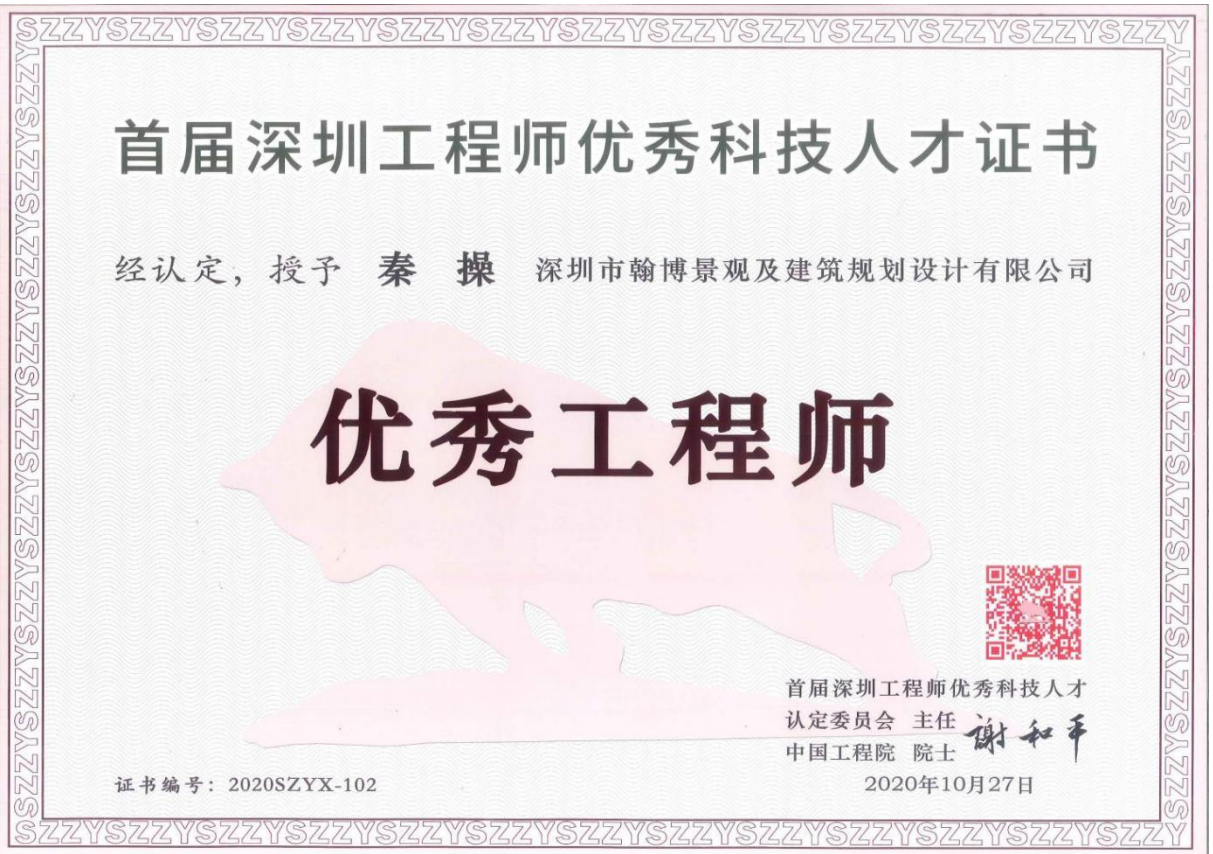 首届深圳工程师优秀科技人才证书
经认定，授予 秦 操 深圳市翰博景观及建筑规划设计有限公司
优秀工程师
首届深圳工程师优秀科技人才
认定委员会 主任
中国工程院 院士
謝和平
2020年10月27日
证书编号：2020SZYX-102
SZZYSZZYSZZYSZZYSZZYSZZYSZZYSZZYSZZYSZZY